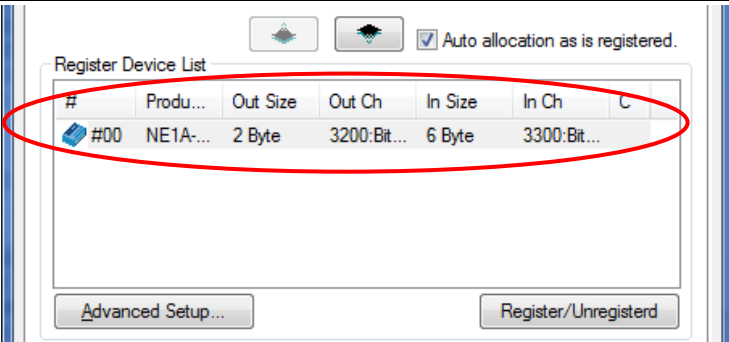 Auto allocation as is registered.
Register Device List
# Produ... Out Size Out Ch In Size In Ch C
#00 NE1A-... 2 Byte 3200:Bit... 6 Byte 3300:Bit...
Advanced Setup... Register/Unregisterd